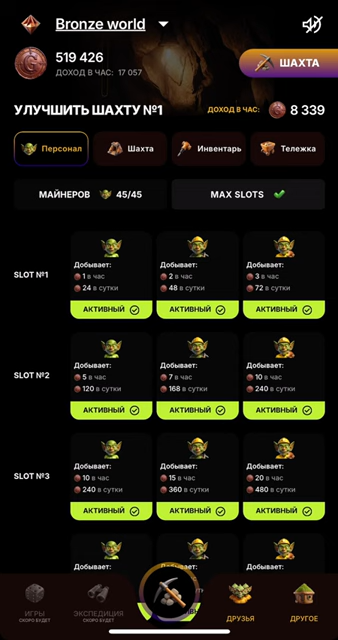 Bronze world
519 426
ДОХОД В ЧАС: 17 057
ШАХТА
УЛУЧШИТЬ ШАХТУ №1
ДОХОД В ЧАС: 8 339
Персонал
Шахта
Инвентарь
Тележка
МАЙНЕРОВ 45/45
MAX SLOTS
SLOT №1
Добывает:
1 в час
24 в сутки
АКТИВНЫЙ
Добывает:
2 в час
48 в сутки
АКТИВНЫЙ
Добывает:
3 в час
72 в сутки
АКТИВНЫЙ
SLOT №2
Добывает:
5 в час
120 в сутки
АКТИВНЫЙ
Добывает:
7 в час
168 в сутки
АКТИВНЫЙ
Добывает:
10 в час
240 в сутки
АКТИВНЫЙ
SLOT №3
Добывает:
10 в час
240 в сутки
АКТИВНЫЙ
Добывает:
15 в час
360 в сутки
АКТИВНЫЙ
Добывает:
20 в час
480 в сутки
АКТИВНЫЙ
Добывает:
Добывает:
ИГРЫ
СКОРО БУДЕТ
ЭКСПЕДИЦИЯ
СКОРО БУДЕТ
ДРУЗЬЯ
ДРУГОЕ